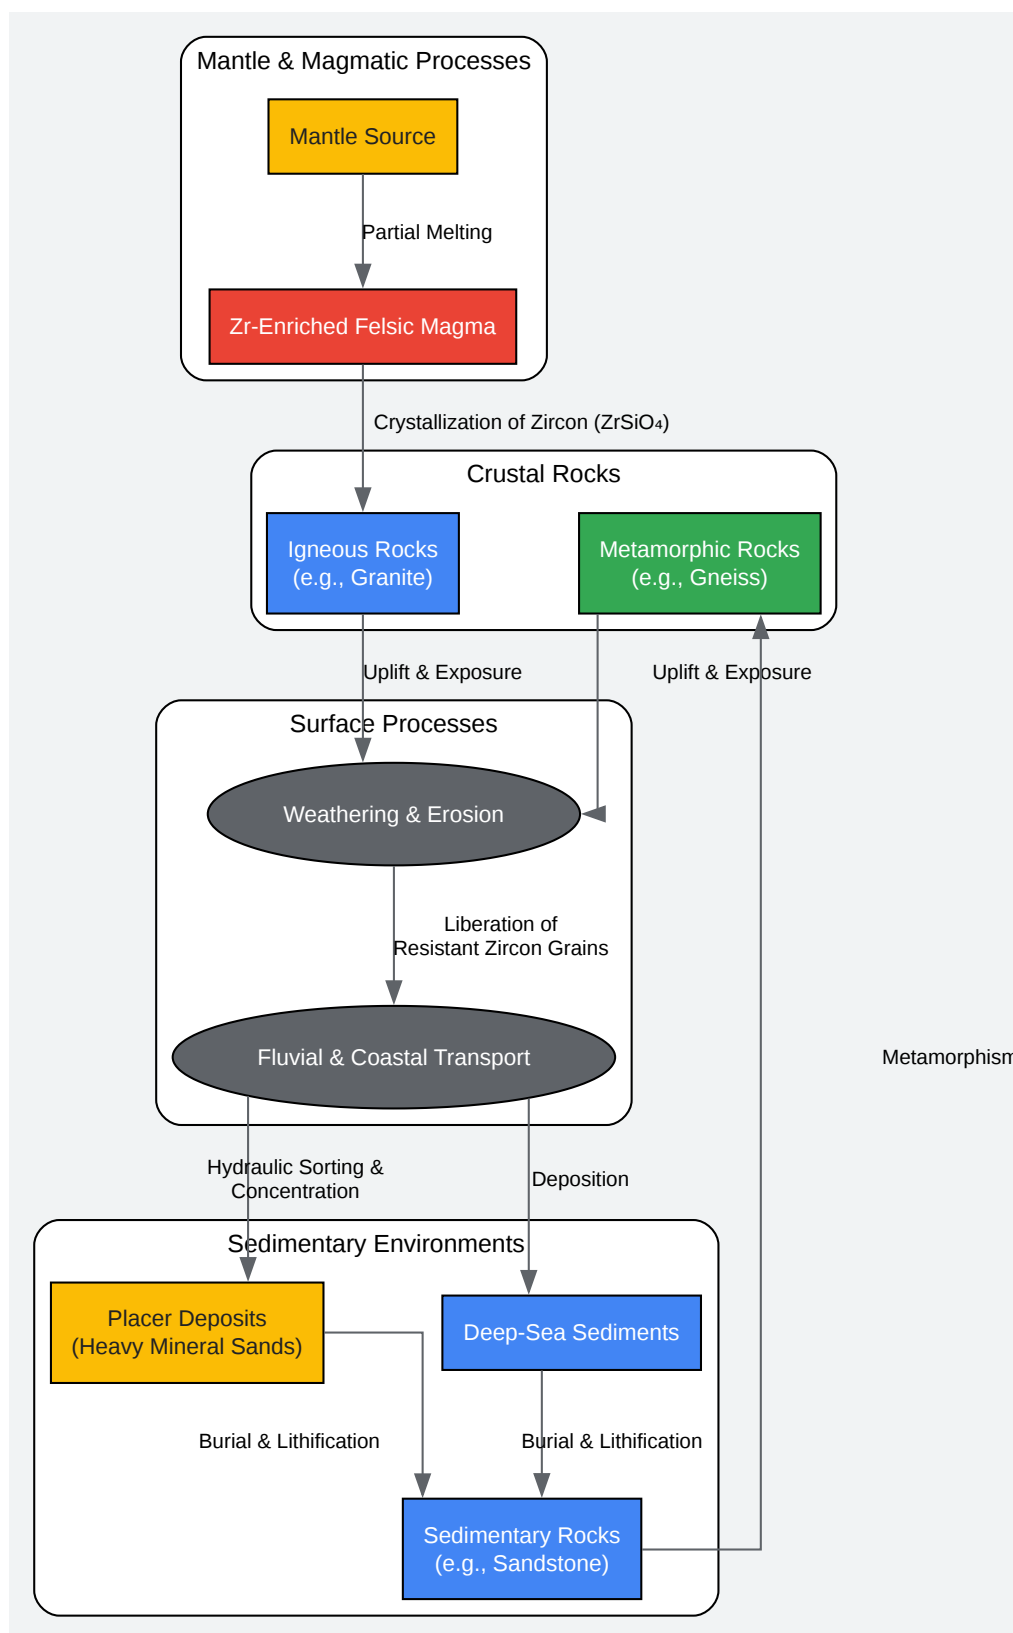 Mantle & Magmatic Processes
Mantle Source
Partial Melting
Zr-Enriched Felsic Magma
Crystallization of Zircon (ZrSiO₄)
Crustal Rocks
Igneous Rocks
(e.g., Granite)
Metamorphic Rocks
(e.g., Gneiss)
Uplift & Exposure
Uplift & Exposure
Surface Processes
Weathering & Erosion
Liberation of
Resistant Zircon Grains
Fluvial & Coastal Transport
Metamorphism
Hydraulic Sorting &
Concentration
Deposition
Sedimentary Environments
Placer Deposits
(Heavy Mineral Sands)
Deep-Sea Sediments
Burial & Lithification
Burial & Lithification
Sedimentary Rocks
(e.g., Sandstone)